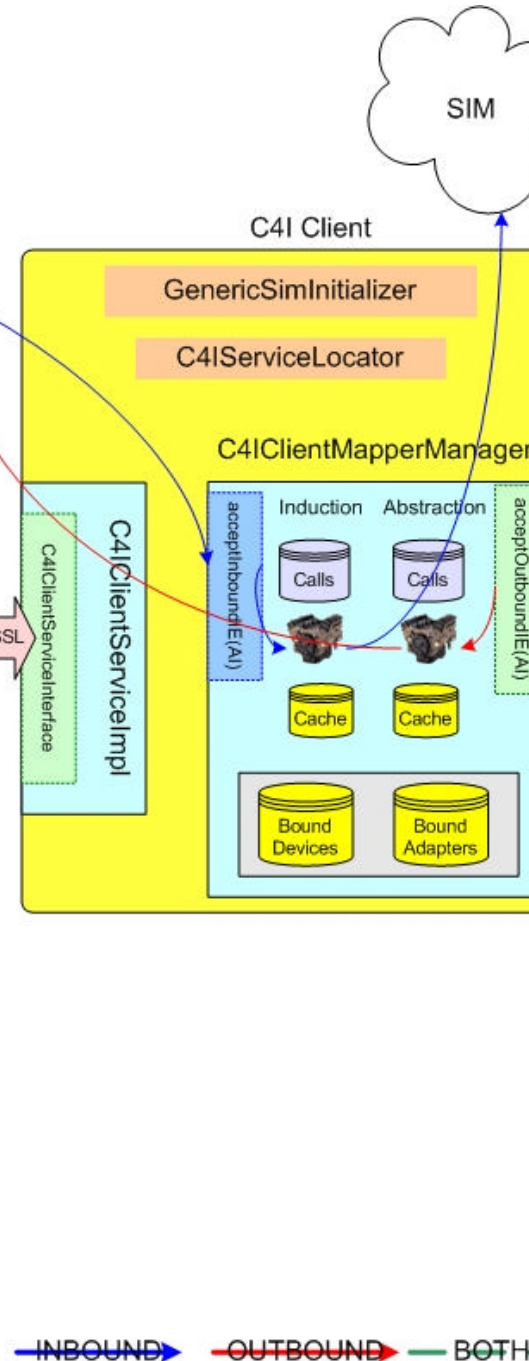 SIM
C4I Client
GenericSimInitializer
C4IServiceLocator
C4IClientMapperManager
acceptInboundIE(AI)
Induction
Abstraction
acceptOutboundIE(AI)
Calls
Calls
C4IClientServiceInterface
C4IClientServiceImpl
SSL
Cache
Cache
Bound
Devices
Bound
Adapters
INBOUND
OUTBOUND
BOTH